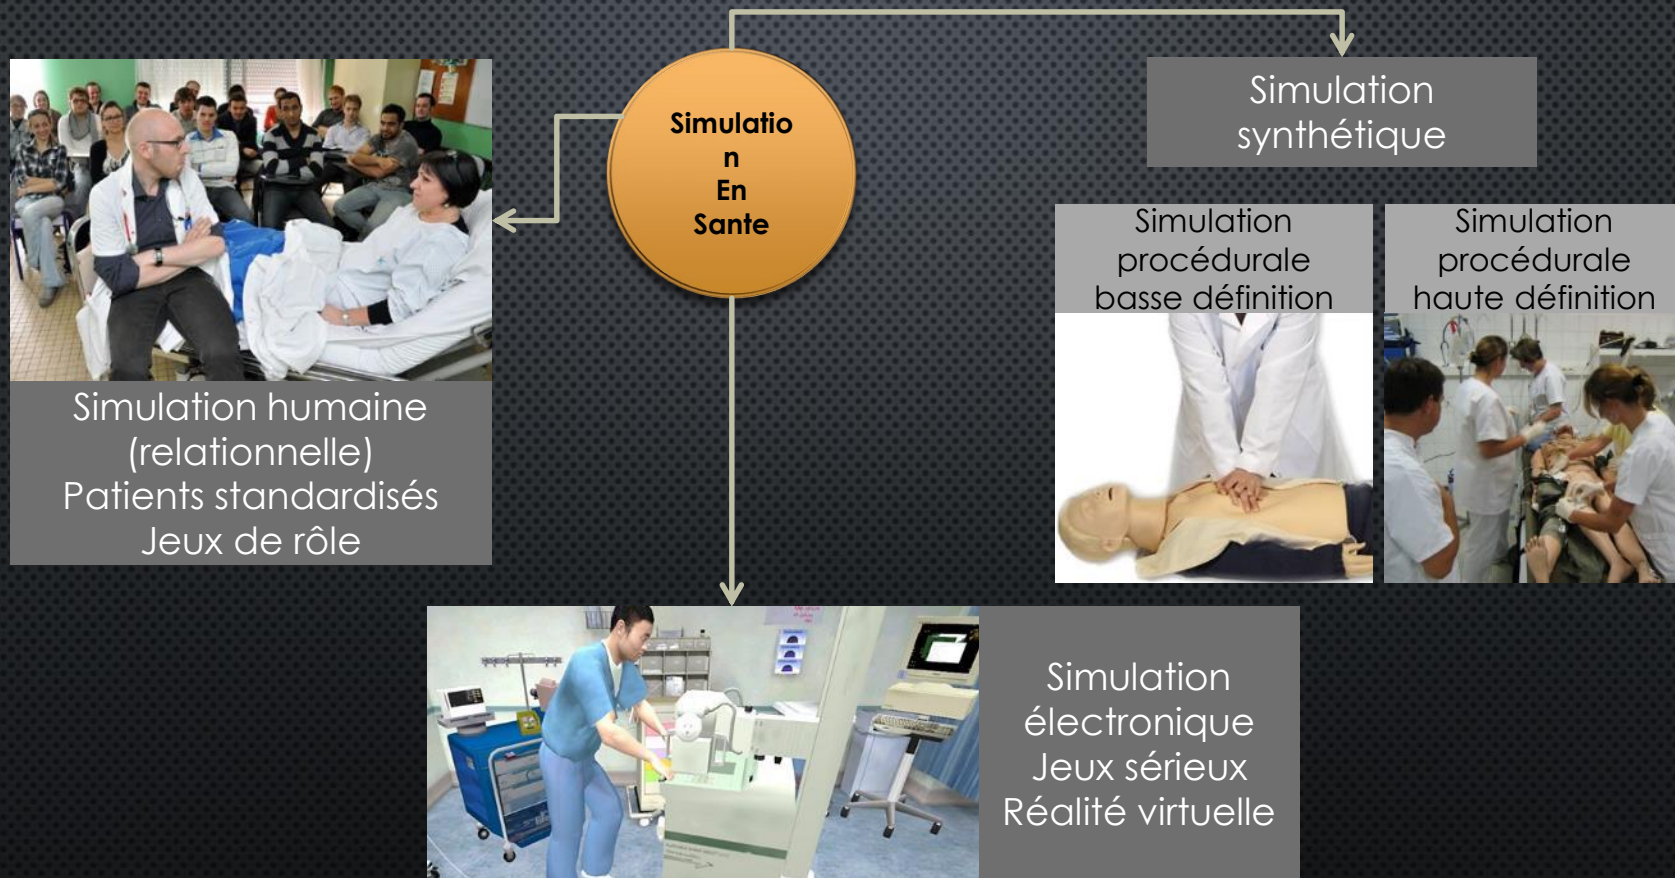 Simulatio
n
En
Sante
Simulation
synthétique
Simulation
procédurale
basse définition
Simulation
procédurale
haute définition
Simulation humaine
(relationnelle)
Patients standardisés
Jeux de rôle
Simulation
électronique
Jeux sérieux
Réalité virtuelle